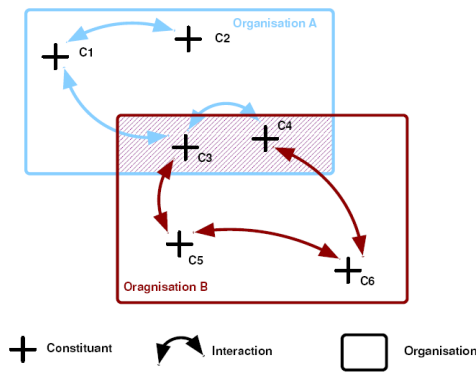 Organisation A
C2
C1
C4
C3
C5
C6
Oragnisation B
Constituant
Interaction
Organisation